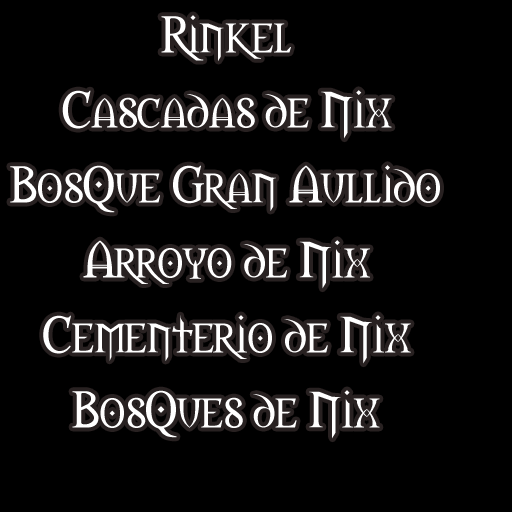 Rinkel
Cascadas de Nix
Bosque Gran Aullido
Arroyo de Nix
Cementerio de Nix
Bosques de Nix